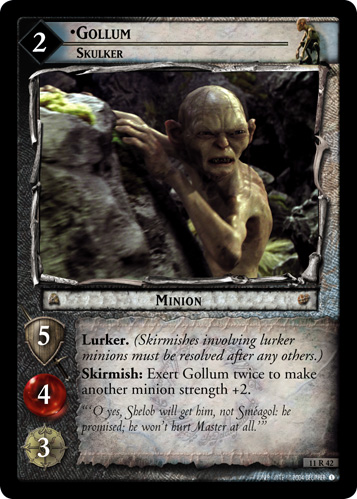 2
•Gollum
Skulker
Minion
5
Lurker. (Skirmishes involving lurker
minions must be resolved after any others.)
4
Skirmish: Exert Gollum twice to make
another minion strength +2.
3
“‘O yes, Shelob will get him, not Sméagol: he
promised; he won’t hurt Master at all.’”
11 R 42